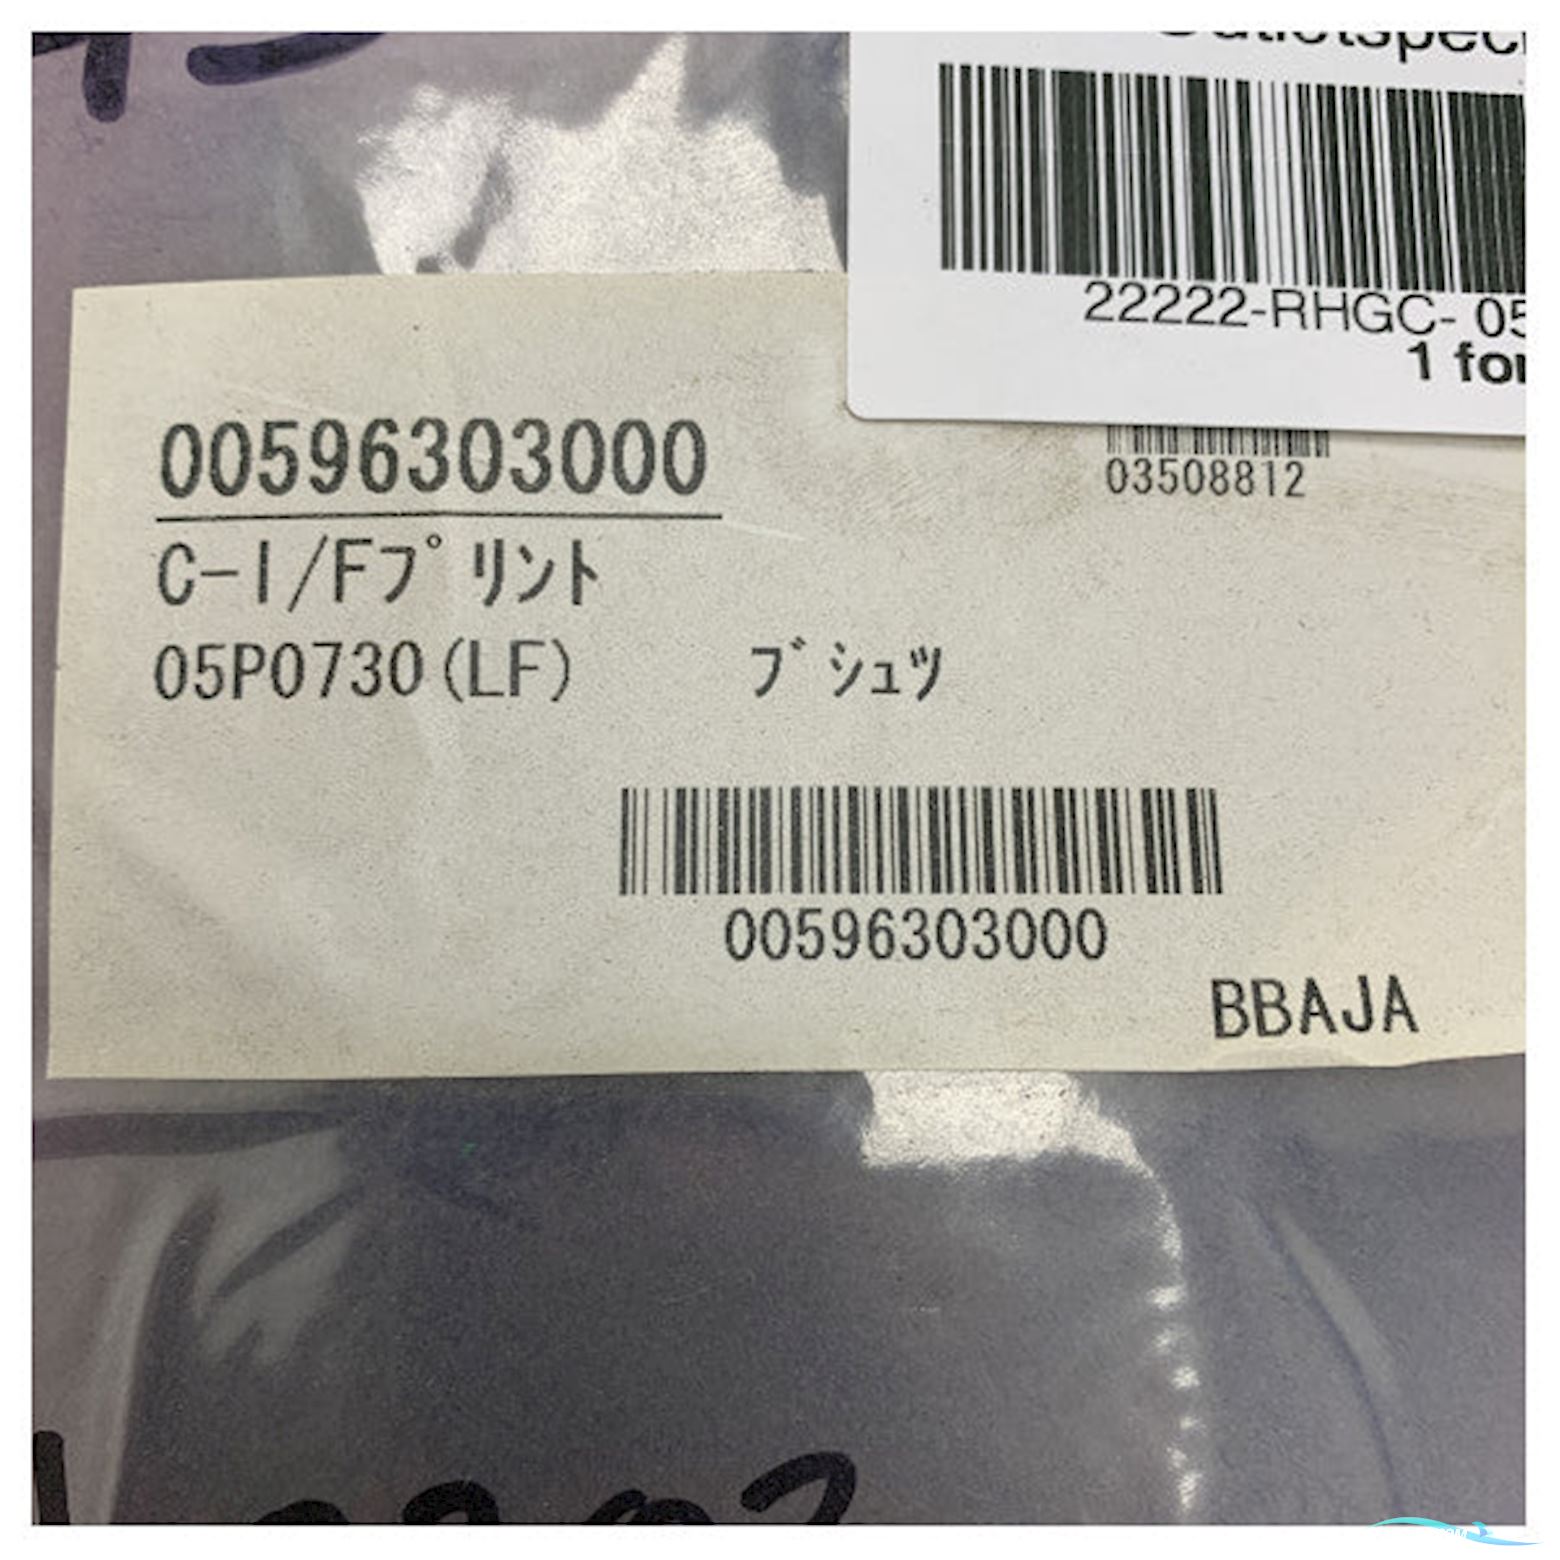 22222-RHGC- 05
1 for
03508812
00596303000
C-I/Fﾌﾟﾘﾝﾄ
05P0730(LF) ﾌﾞｼｭﾂ
00596303000
BBAJA